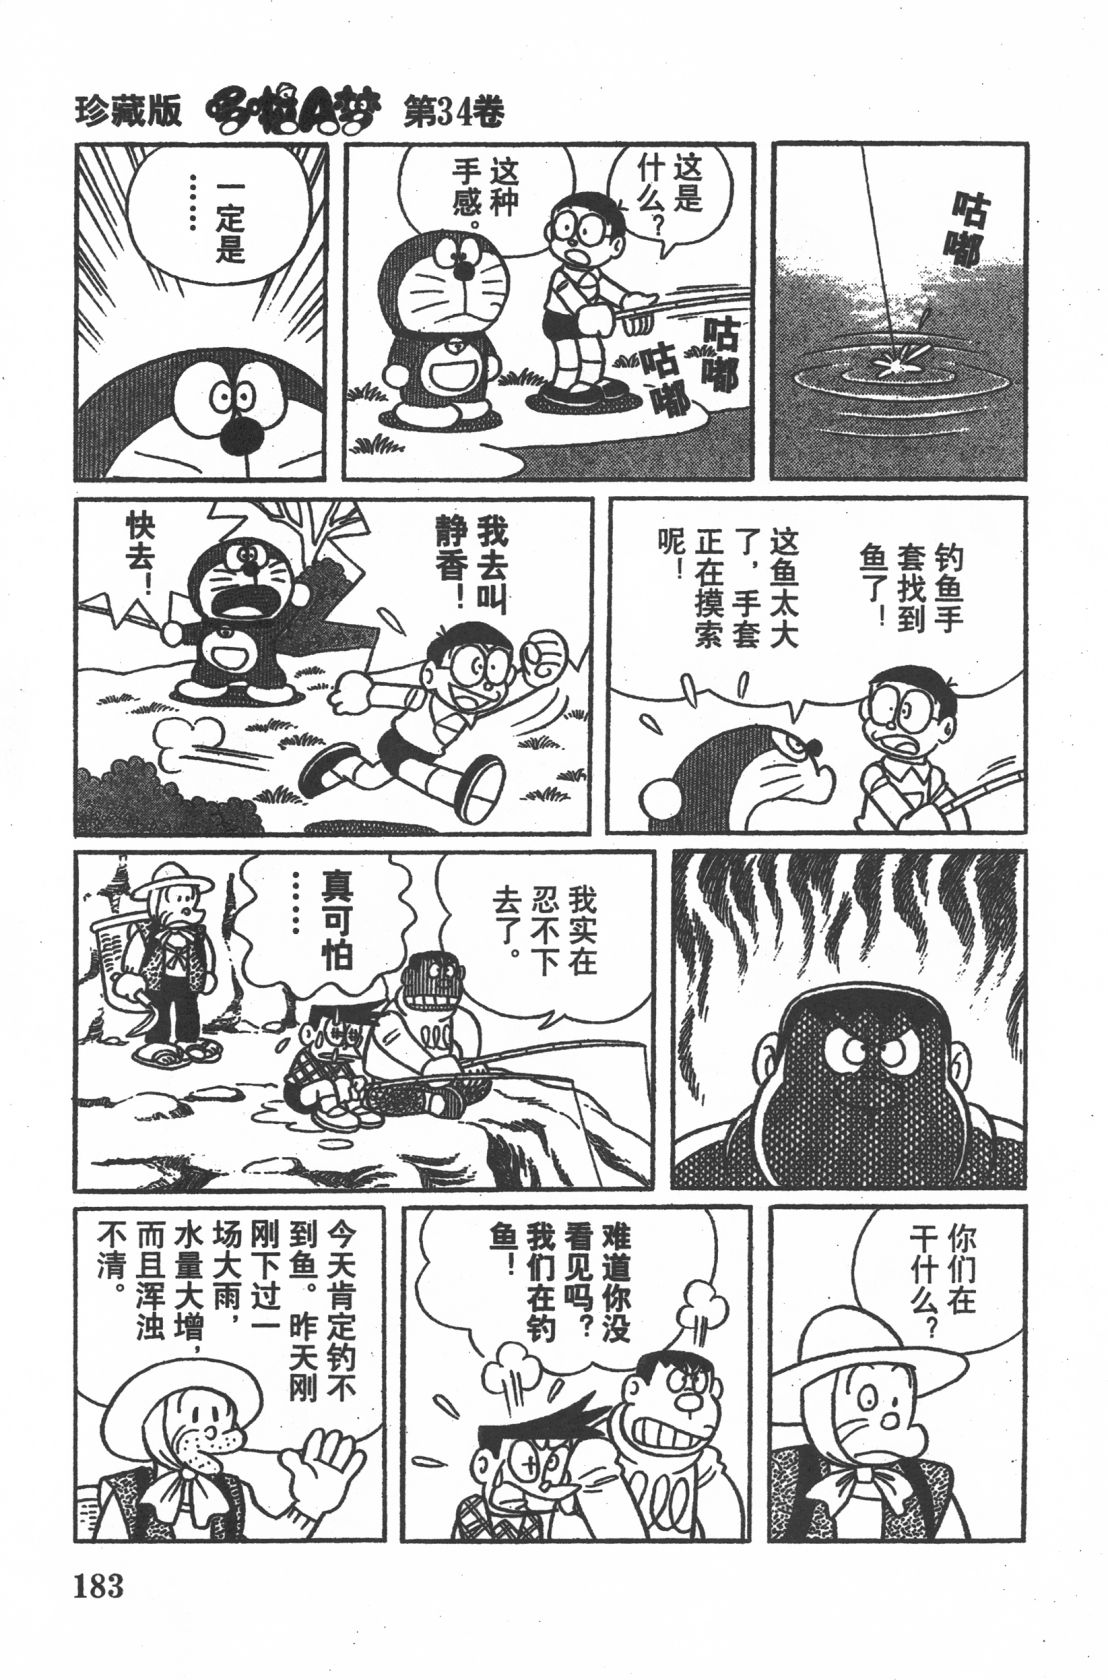 珍藏版 哆啦A梦 第34卷
咕嘟
这是
什么？
这种
手感。
咕嘟
咕嘟
一定是
……
钓鱼手
套找到
鱼了！
这鱼太大
了，手套
正在摸索
呢！
我去叫
静香！
快去！
我实在
忍不下
去了。
真可怕
……
你们在
干什么？
难道你没
看见吗？
我们在钓
鱼！
今天肯定钓不
到鱼。昨天刚
刚下过一
场大雨，
水量大增，
而且浑浊
不清。
183